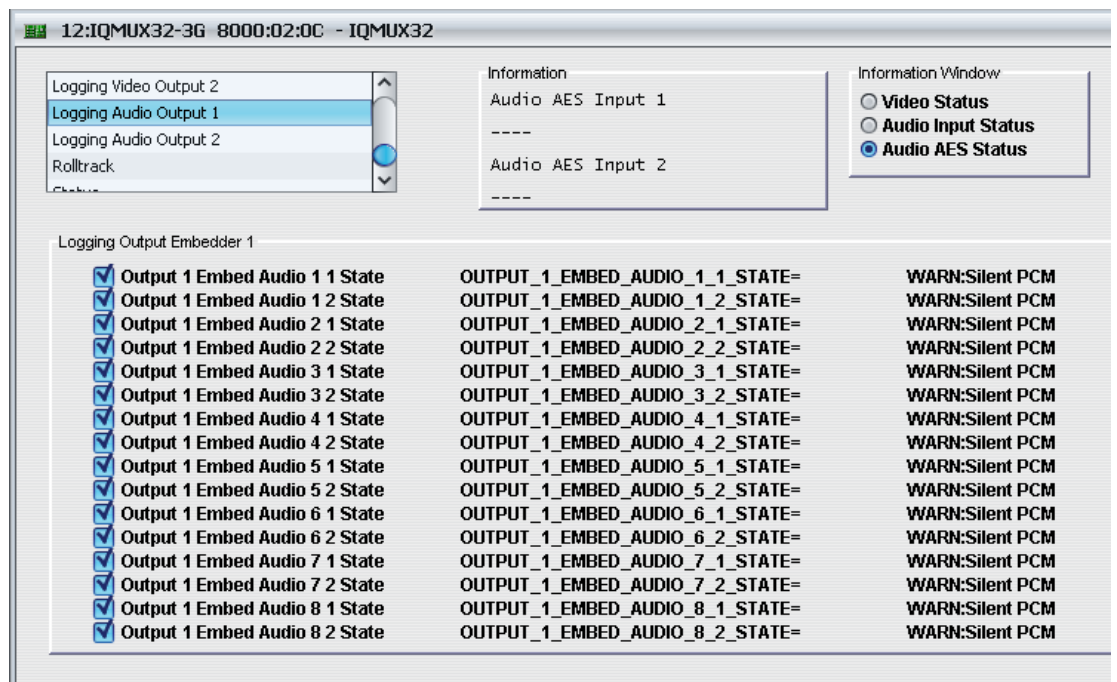 12:IQMUX32-3G 8000:02:0C - IQMUX32
Logging Video Output 2
Logging Audio Output 1
Logging Audio Output 2
Rolltrack
Information
Audio AES Input 1
----
Audio AES Input 2
----
Information Window
Video Status
Audio Input Status
Audio AES Status
Logging Output Embedder 1
Output 1 Embed Audio 1 1 State OUTPUT_1_EMBED_AUDIO_1_1_STATE= WARN:Silent PCM
Output 1 Embed Audio 1 2 State OUTPUT_1_EMBED_AUDIO_1_2_STATE= WARN:Silent PCM
Output 1 Embed Audio 2 1 State OUTPUT_1_EMBED_AUDIO_2_1_STATE= WARN:Silent PCM
Output 1 Embed Audio 2 2 State OUTPUT_1_EMBED_AUDIO_2_2_STATE= WARN:Silent PCM
Output 1 Embed Audio 3 1 State OUTPUT_1_EMBED_AUDIO_3_1_STATE= WARN:Silent PCM
Output 1 Embed Audio 3 2 State OUTPUT_1_EMBED_AUDIO_3_2_STATE= WARN:Silent PCM
Output 1 Embed Audio 4 1 State OUTPUT_1_EMBED_AUDIO_4_1_STATE= WARN:Silent PCM
Output 1 Embed Audio 4 2 State OUTPUT_1_EMBED_AUDIO_4_2_STATE= WARN:Silent PCM
Output 1 Embed Audio 5 1 State OUTPUT_1_EMBED_AUDIO_5_1_STATE= WARN:Silent PCM
Output 1 Embed Audio 5 2 State OUTPUT_1_EMBED_AUDIO_5_2_STATE= WARN:Silent PCM
Output 1 Embed Audio 6 1 State OUTPUT_1_EMBED_AUDIO_6_1_STATE= WARN:Silent PCM
Output 1 Embed Audio 6 2 State OUTPUT_1_EMBED_AUDIO_6_2_STATE= WARN:Silent PCM
Output 1 Embed Audio 7 1 State OUTPUT_1_EMBED_AUDIO_7_1_STATE= WARN:Silent PCM
Output 1 Embed Audio 7 2 State OUTPUT_1_EMBED_AUDIO_7_2_STATE= WARN:Silent PCM
Output 1 Embed Audio 8 1 State OUTPUT_1_EMBED_AUDIO_8_1_STATE= WARN:Silent PCM
Output 1 Embed Audio 8 2 State OUTPUT_1_EMBED_AUDIO_8_2_STATE= WARN:Silent PCM